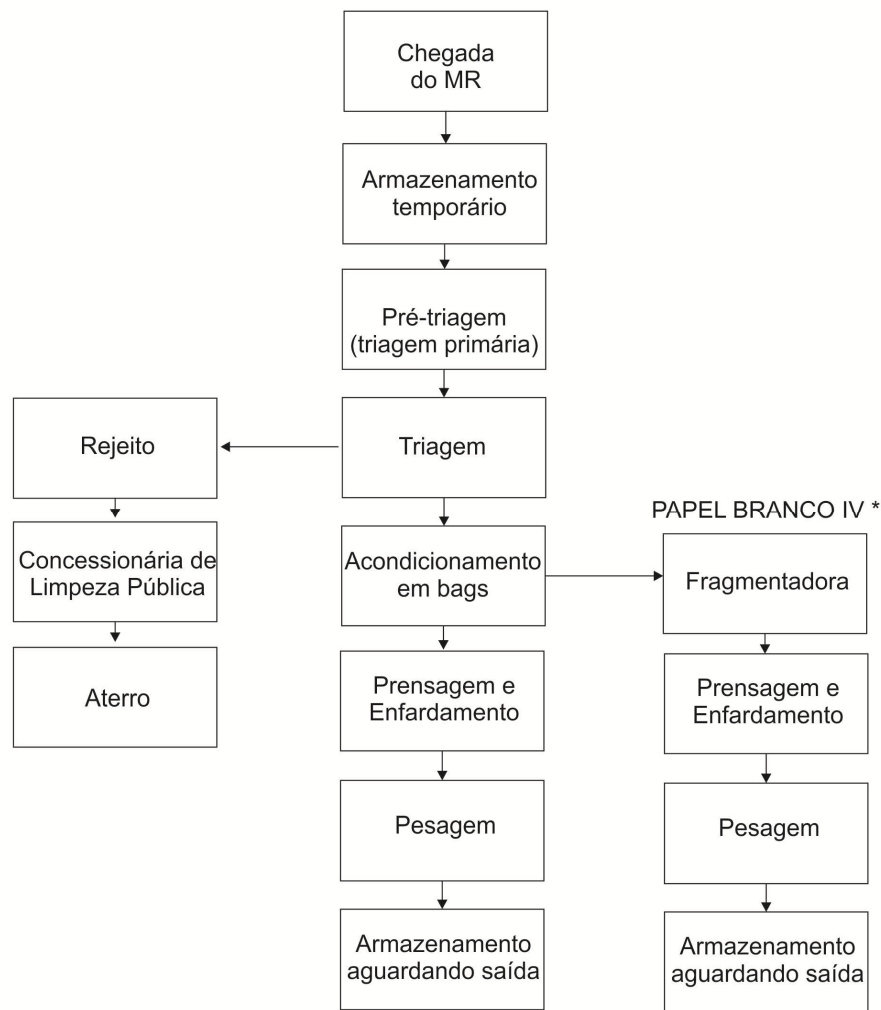 Chegada
do MR
Armazenamento
temporário
Pré-triagem
(triagem primária)
Rejeito
Triagem
PAPEL BRANCO IV *
Concessionária de
Limpeza Pública
Acondicionamento
em bags
Fragmentadora
Aterro
Prensagem e
Enfardamento
Prensagem e
Enfardamento
Pesagem
Pesagem
Armazenamento
aguardando saída
Armazenamento
aguardando saída